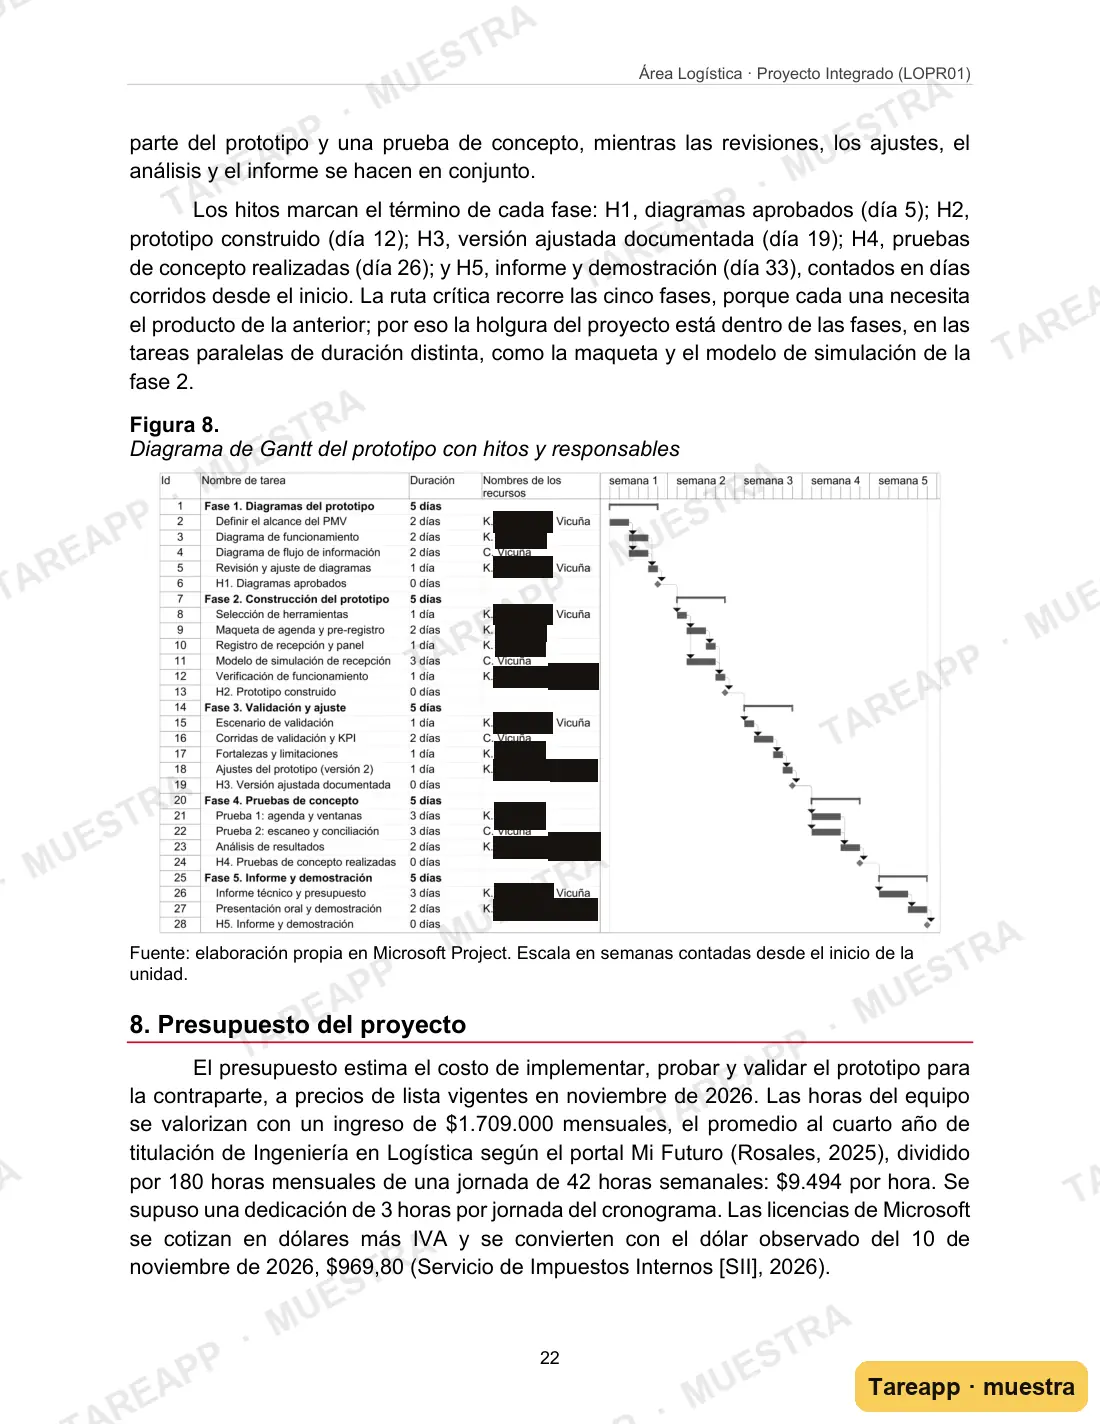 Área Logística · Proyecto Integrado (LOPR01)
parte del prototipo y una prueba de concepto, mientras las revisiones, los ajustes, el
análisis y el informe se hacen en conjunto.
Los hitos marcan el término de cada fase: H1, diagramas aprobados (día 5); H2,
prototipo construido (día 12); H3, versión ajustada documentada (día 19); H4, pruebas
de concepto realizadas (día 26); y H5, informe y demostración (día 33), contados en días
corridos desde el inicio. La ruta crítica recorre las cinco fases, porque cada una necesita
el producto de la anterior; por eso la holgura del proyecto está dentro de las fases, en las
tareas paralelas de duración distinta, como la maqueta y el modelo de simulación de la
fase 2.
Figura 8.
Diagrama de Gantt del prototipo con hitos y responsables
Id Nombre de tarea Duración Nombres de los recursos semana 1 semana 2 semana 3 semana 4 semana 5
1 Fase 1. Diagramas del prototipo 5 días
2 Definir el alcance del PMV 2 días K. Vicuña
3 Diagrama de funcionamiento 2 días K.
4 Diagrama de flujo de información 2 días C. Vicuña
5 Revisión y ajuste de diagramas 1 día K. Vicuña
6 H1. Diagramas aprobados 0 días
7 Fase 2. Construcción del prototipo 5 días
8 Selección de herramientas 1 día K. Vicuña
9 Maqueta de agenda y pre-registro 2 días K.
10 Registro de recepción y panel 1 día K.
11 Modelo de simulación de recepción 3 días C. Vicuña
12 Verificación de funcionamiento 1 día K.
13 H2. Prototipo construido 0 días
14 Fase 3. Validación y ajuste 5 días
15 Escenario de validación 1 día K. Vicuña
16 Corridas de validación y KPI 2 días C. Vicuña
17 Fortalezas y limitaciones 1 día K.
18 Ajustes del prototipo (versión 2) 1 día K.
19 H3. Versión ajustada documentada 0 días
20 Fase 4. Pruebas de concepto 5 días
21 Prueba 1: agenda y ventanas 3 días K.
22 Prueba 2: escaneo y conciliación 3 días C. Vicuña
23 Análisis de resultados 2 días K.
24 H4. Pruebas de concepto realizadas 0 días
25 Fase 5. Informe y demostración 5 días
26 Informe técnico y presupuesto 3 días K. Vicuña
27 Presentación oral y demostración 2 días K.
28 H5. Informe y demostración 0 días
Fuente: elaboración propia en Microsoft Project. Escala en semanas contadas desde el inicio de la
unidad.
8. Presupuesto del proyecto
El presupuesto estima el costo de implementar, probar y validar el prototipo para
la contraparte, a precios de lista vigentes en noviembre de 2026. Las horas del equipo
se valorizan con un ingreso de $1.709.000 mensuales, el promedio al cuarto año de
titulación de Ingeniería en Logística según el portal Mi Futuro (Rosales, 2025), dividido
por 180 horas mensuales de una jornada de 42 horas semanales: $9.494 por hora. Se
supuso una dedicación de 3 horas por jornada del cronograma. Las licencias de Microsoft
se cotizan en dólares más IVA y se convierten con el dólar observado del 10 de
noviembre de 2026, $969,80 (Servicio de Impuestos Internos [SII], 2026).
22
Tareapp · muestra
TAREAPP · MUESTRA